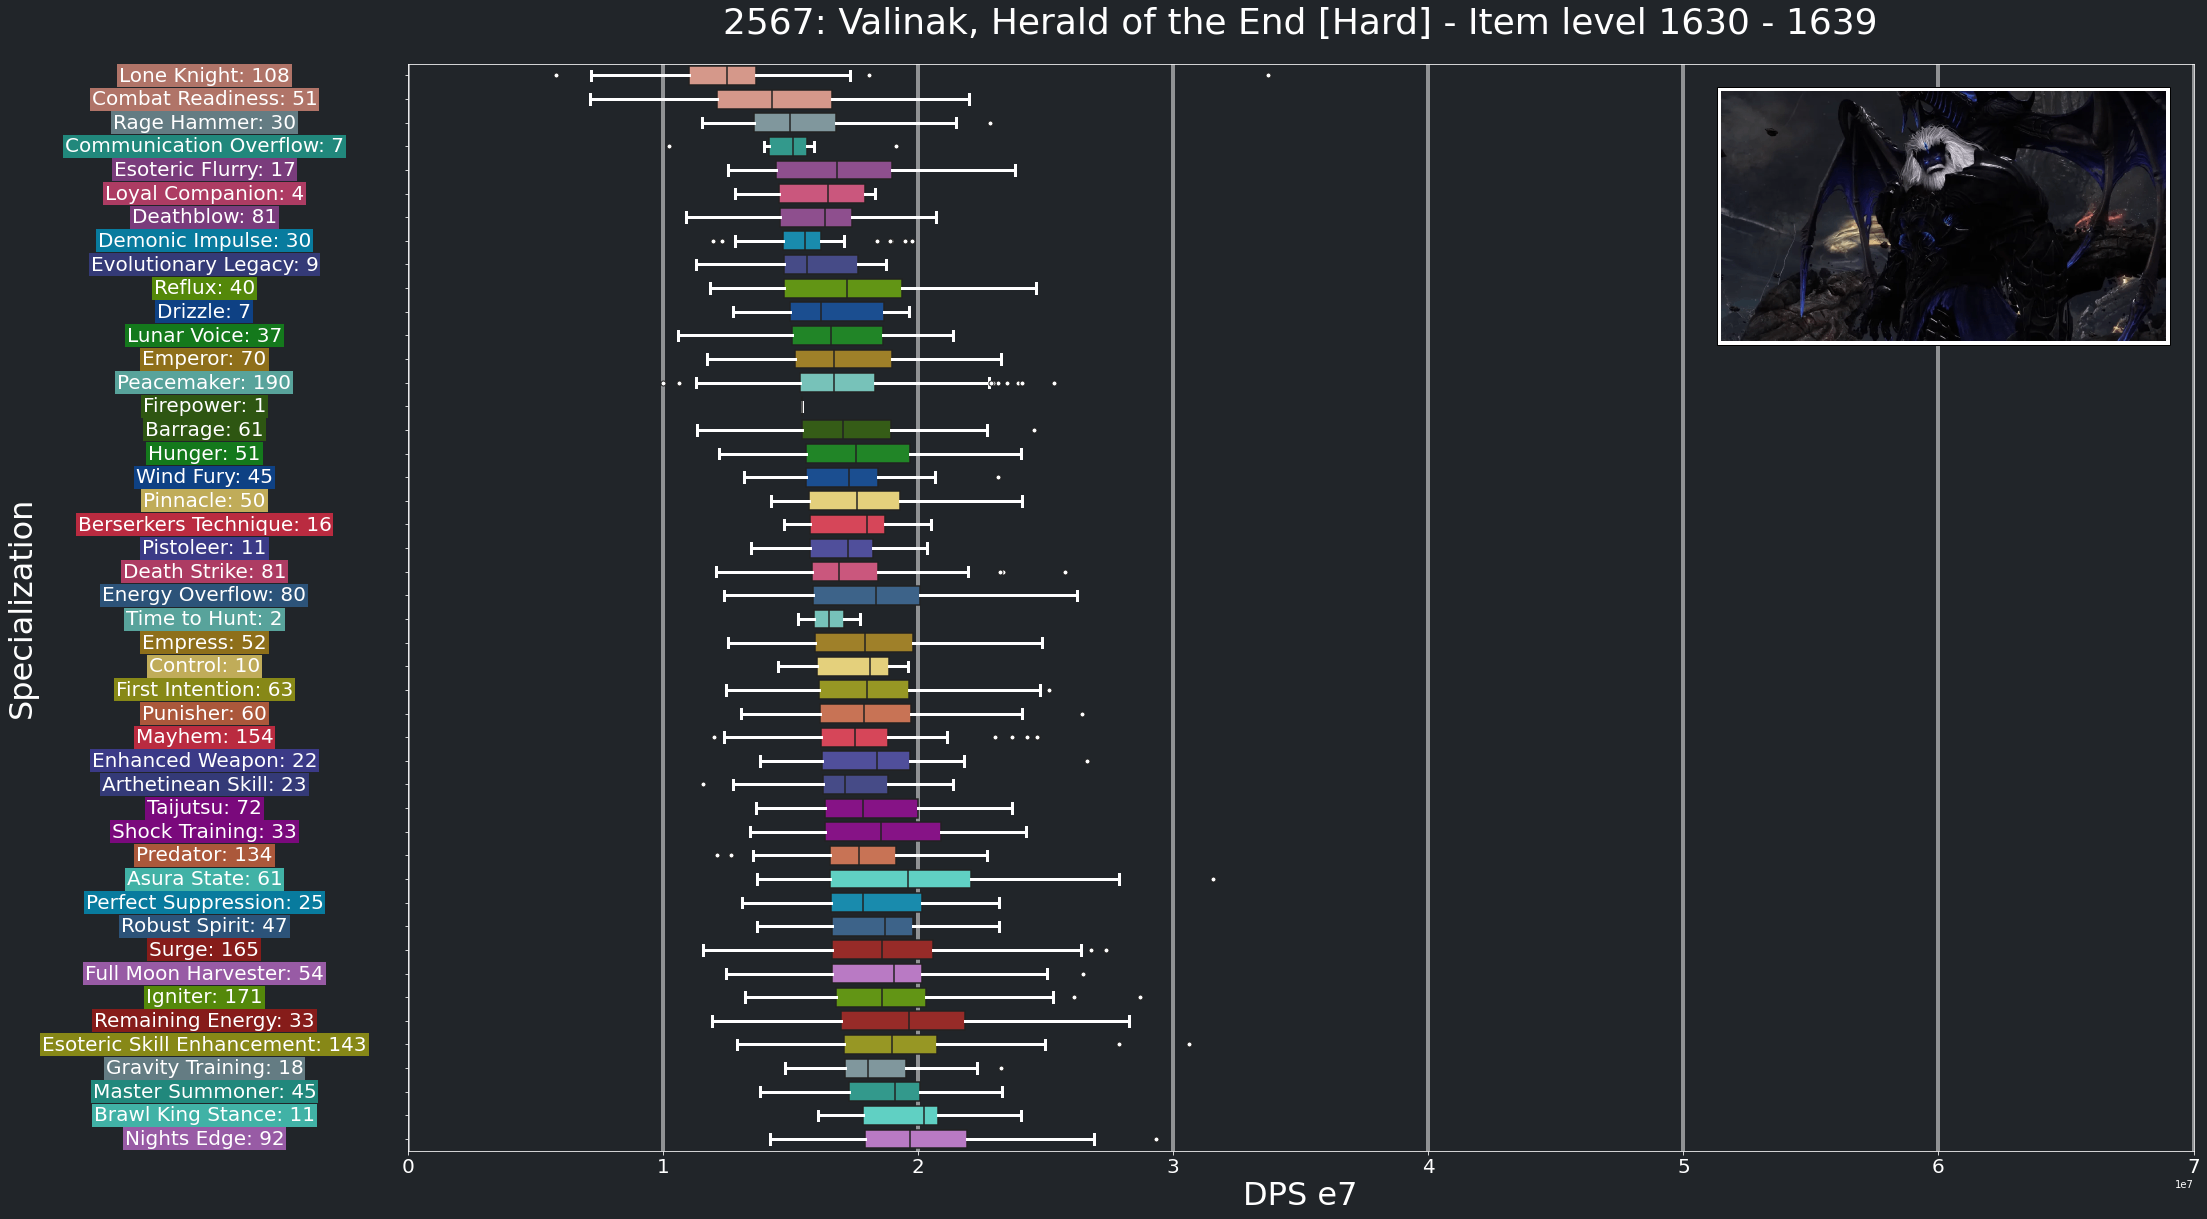 2567: Valinak, Herald of the End [Hard] - Item level 1630 - 1639
Specialization
Lone Knight: 108
Combat Readiness: 51
Rage Hammer: 30
Communication Overflow: 7
Esoteric Flurry: 17
Loyal Companion: 4
Deathblow: 81
Demonic Impulse: 30
Evolutionary Legacy: 9
Reflux: 40
Drizzle: 7
Lunar Voice: 37
Emperor: 70
Peacemaker: 190
Firepower: 1
Barrage: 61
Hunger: 51
Wind Fury: 45
Pinnacle: 50
Berserkers Technique: 16
Pistoleer: 11
Death Strike: 81
Energy Overflow: 80
Time to Hunt: 2
Empress: 52
Control: 10
First Intention: 63
Punisher: 60
Mayhem: 154
Enhanced Weapon: 22
Arthetinean Skill: 23
Taijutsu: 72
Shock Training: 33
Predator: 134
Asura State: 61
Perfect Suppression: 25
Robust Spirit: 47
Surge: 165
Full Moon Harvester: 54
Igniter: 171
Remaining Energy: 33
Esoteric Skill Enhancement: 143
Gravity Training: 18
Master Summoner: 45
Brawl King Stance: 11
Nights Edge: 92
0 1 2 3 4 5 6 7
1e7
DPS e7